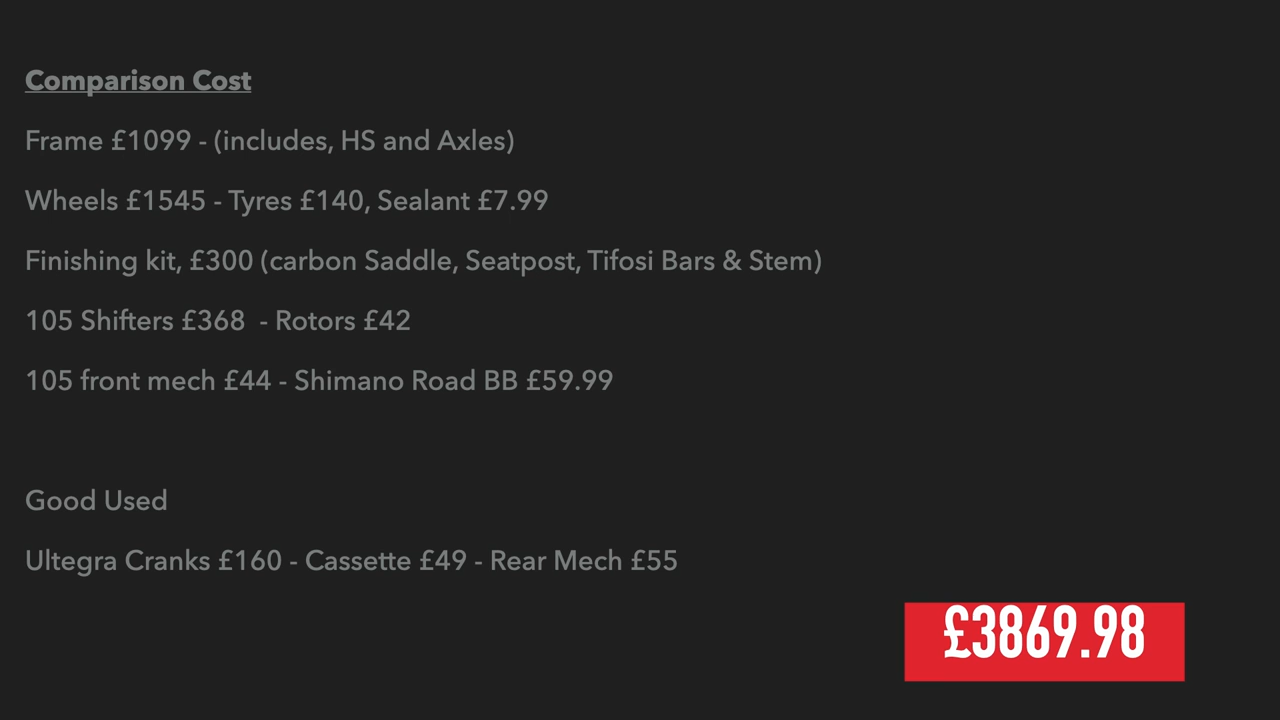 Comparison Cost
Frame £1099 - (includes, HS and Axles)
Wheels £1545 - Tyres £140, Sealant £7.99
Finishing kit, £300 (carbon Saddle, Seatpost, Tifosi Bars & Stem)
105 Shifters £368  - Rotors £42
105 front mech £44 - Shimano Road BB £59.99
Good Used
Ultegra Cranks £160 - Cassette £49 - Rear Mech £55
£3869.98